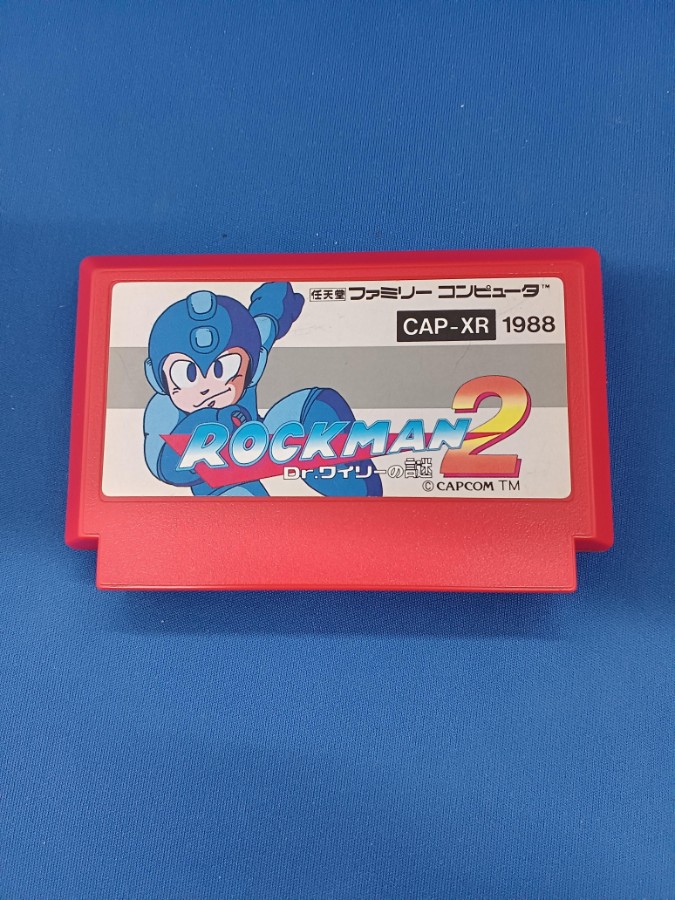 任天堂 ファミリー コンピュータ™
CAP-XR 1988
ROCKMAN 2
Dr.ワイリーの謎
© CAPCOM TM